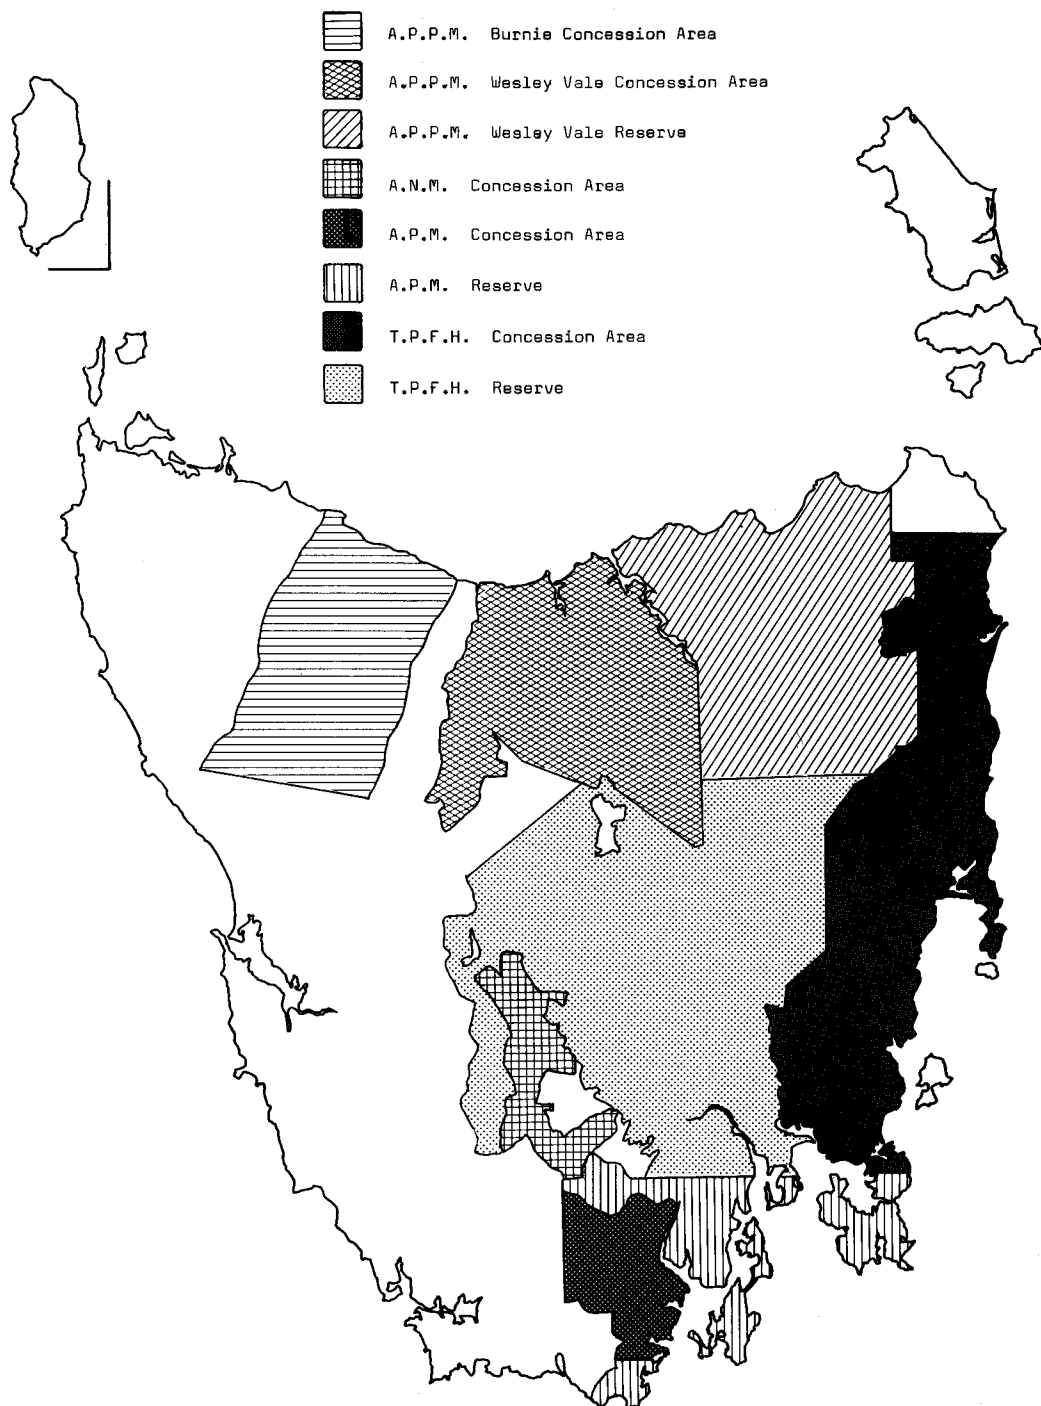 A.P.P.M. Burnie Concession Area
A.P.P.M. Wesley Vale Concession Area
A.P.P.M. Wesley Vale Reserve
A.N.M. Concession Area
A.P.M. Concession Area
A.P.M. Reserve
T.P.F.H. Concession Area
T.P.F.H. Reserve